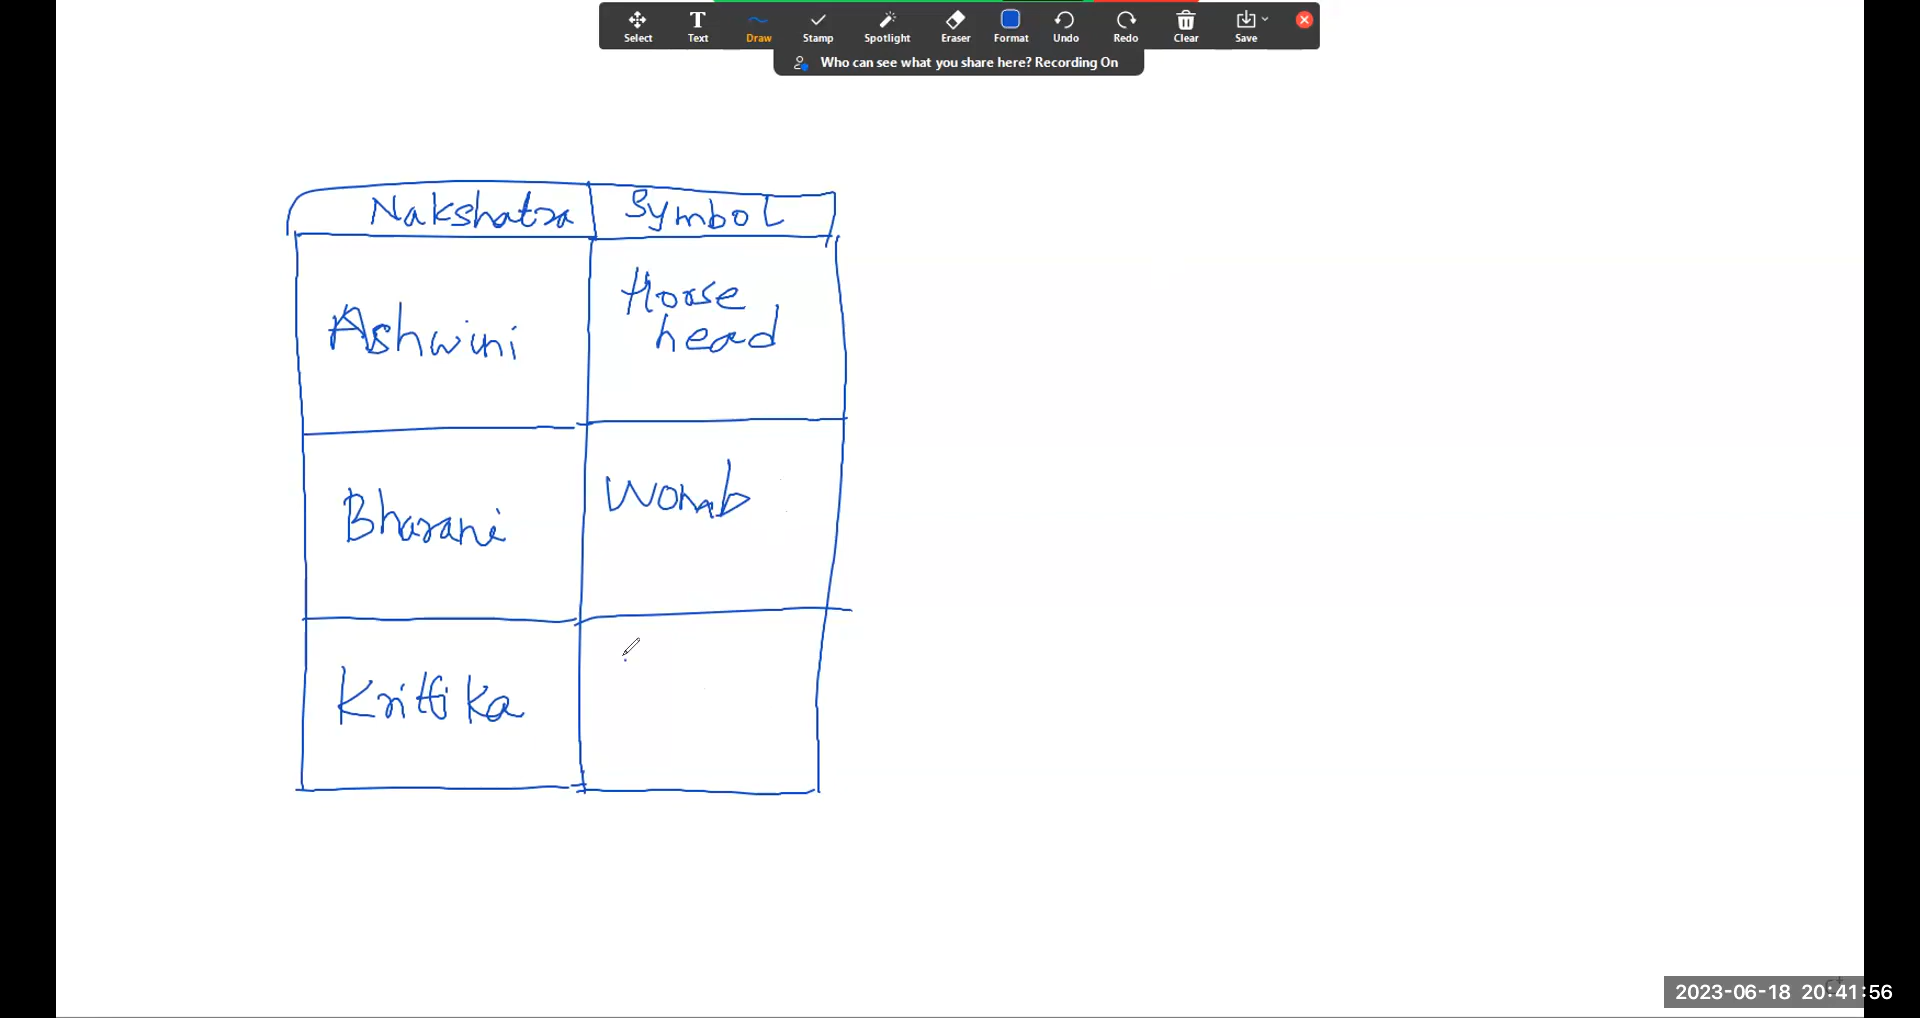 Select Text Draw Stamp Spotlight Eraser Format Undo Redo Clear Save
Who can see what you share here? Recording On
Nakshatra Symbol
Ashwini Horse
head
Bharani Womb
Krittika
2023-06-18 20:41:56